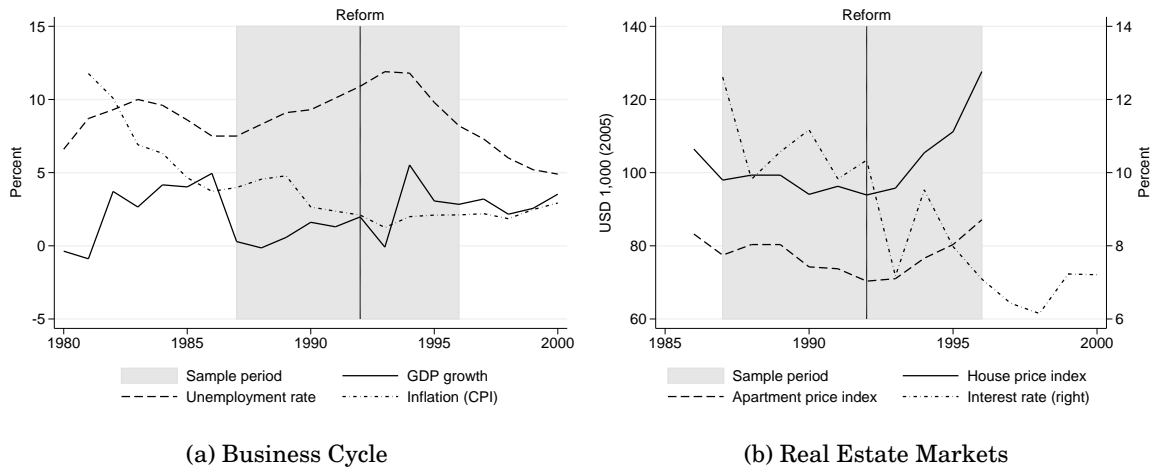 Reform
Percent
15
10
5
0
-5
1980 1985 1990 1995 2000
Sample period GDP growth
Unemployment rate Inflation (CPI)
(a) Business Cycle
Reform
USD 1,000 (2005)
140
120
100
80
60
14
12
10
8
6
Percent
1985 1990 1995 2000
Sample period House price index
Apartment price index Interest rate (right)
(b) Real Estate Markets